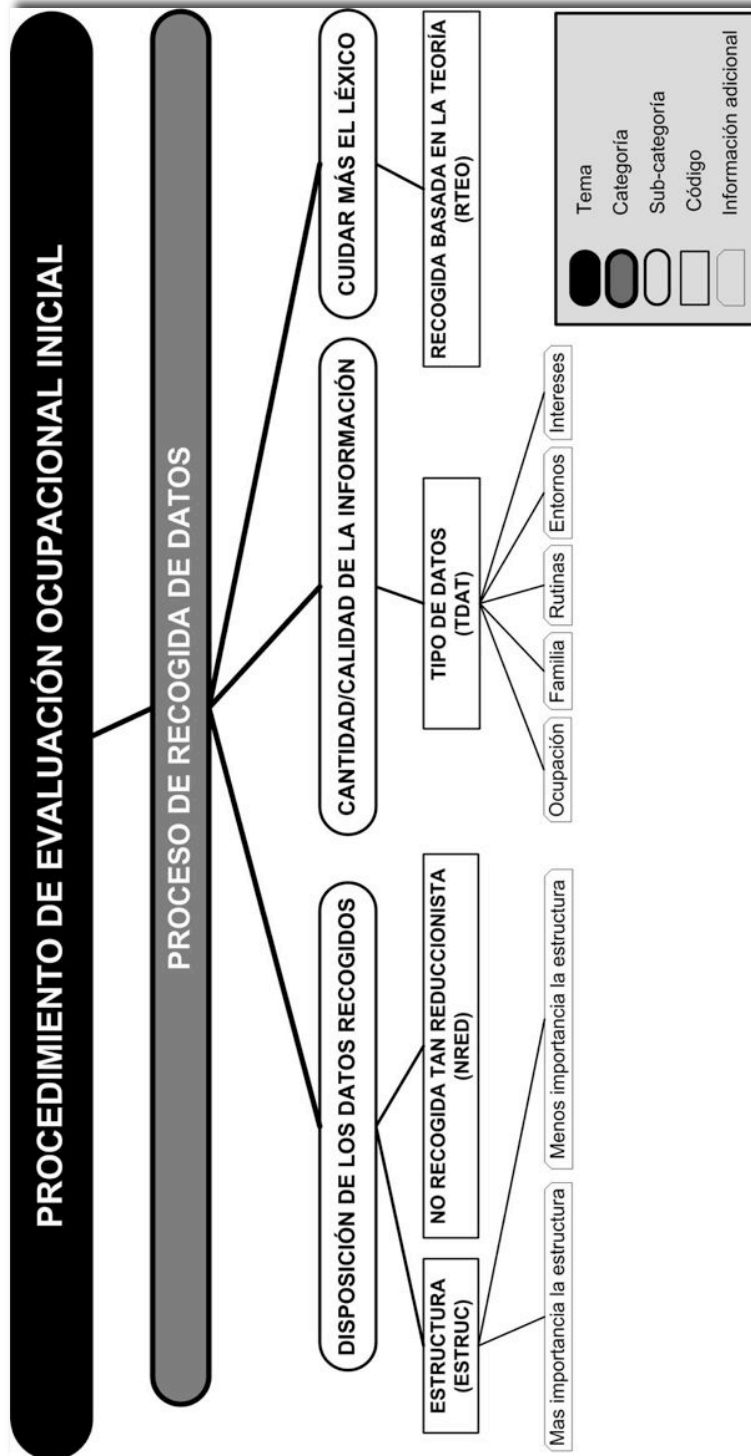 PROCEDIMIENTO DE EVALUACIÓN OCUPACIONAL INICIAL
PROCESO DE RECOGIDA DE DATOS
DISPOSICIÓN DE LOS DATOS RECOGIDOS
CANTIDAD/CALIDAD DE LA INFORMACIÓN
CUIDAR MÁS EL LÉXICO
ESTRUCTURA
(ESTRUC)
NO RECOGIDA TAN REDUCCIONISTA
(NRED)
TIPO DE DATOS
(TDAT)
RECOGIDA BASADA EN LA TEORÍA
(RTEO)
Mas importancia la estructura
Menos importancia la estructura
Ocupación
Familia
Rutinas
Entornos
Intereses
Tema
Categoría
Sub-categoría
Código
Información adicional